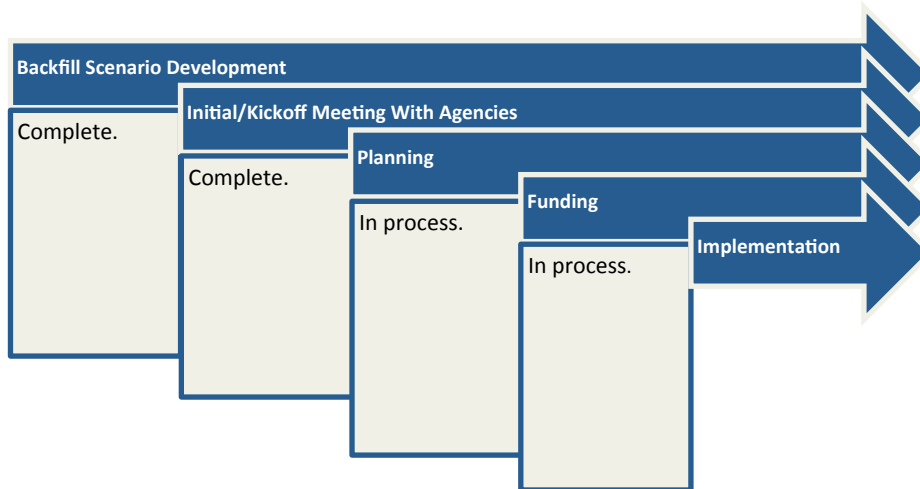 Backfill Scenario Development
Complete.
Initial/Kickoff Meeting With Agencies
Complete.
Planning
In process.
Funding
In process.
Implementation